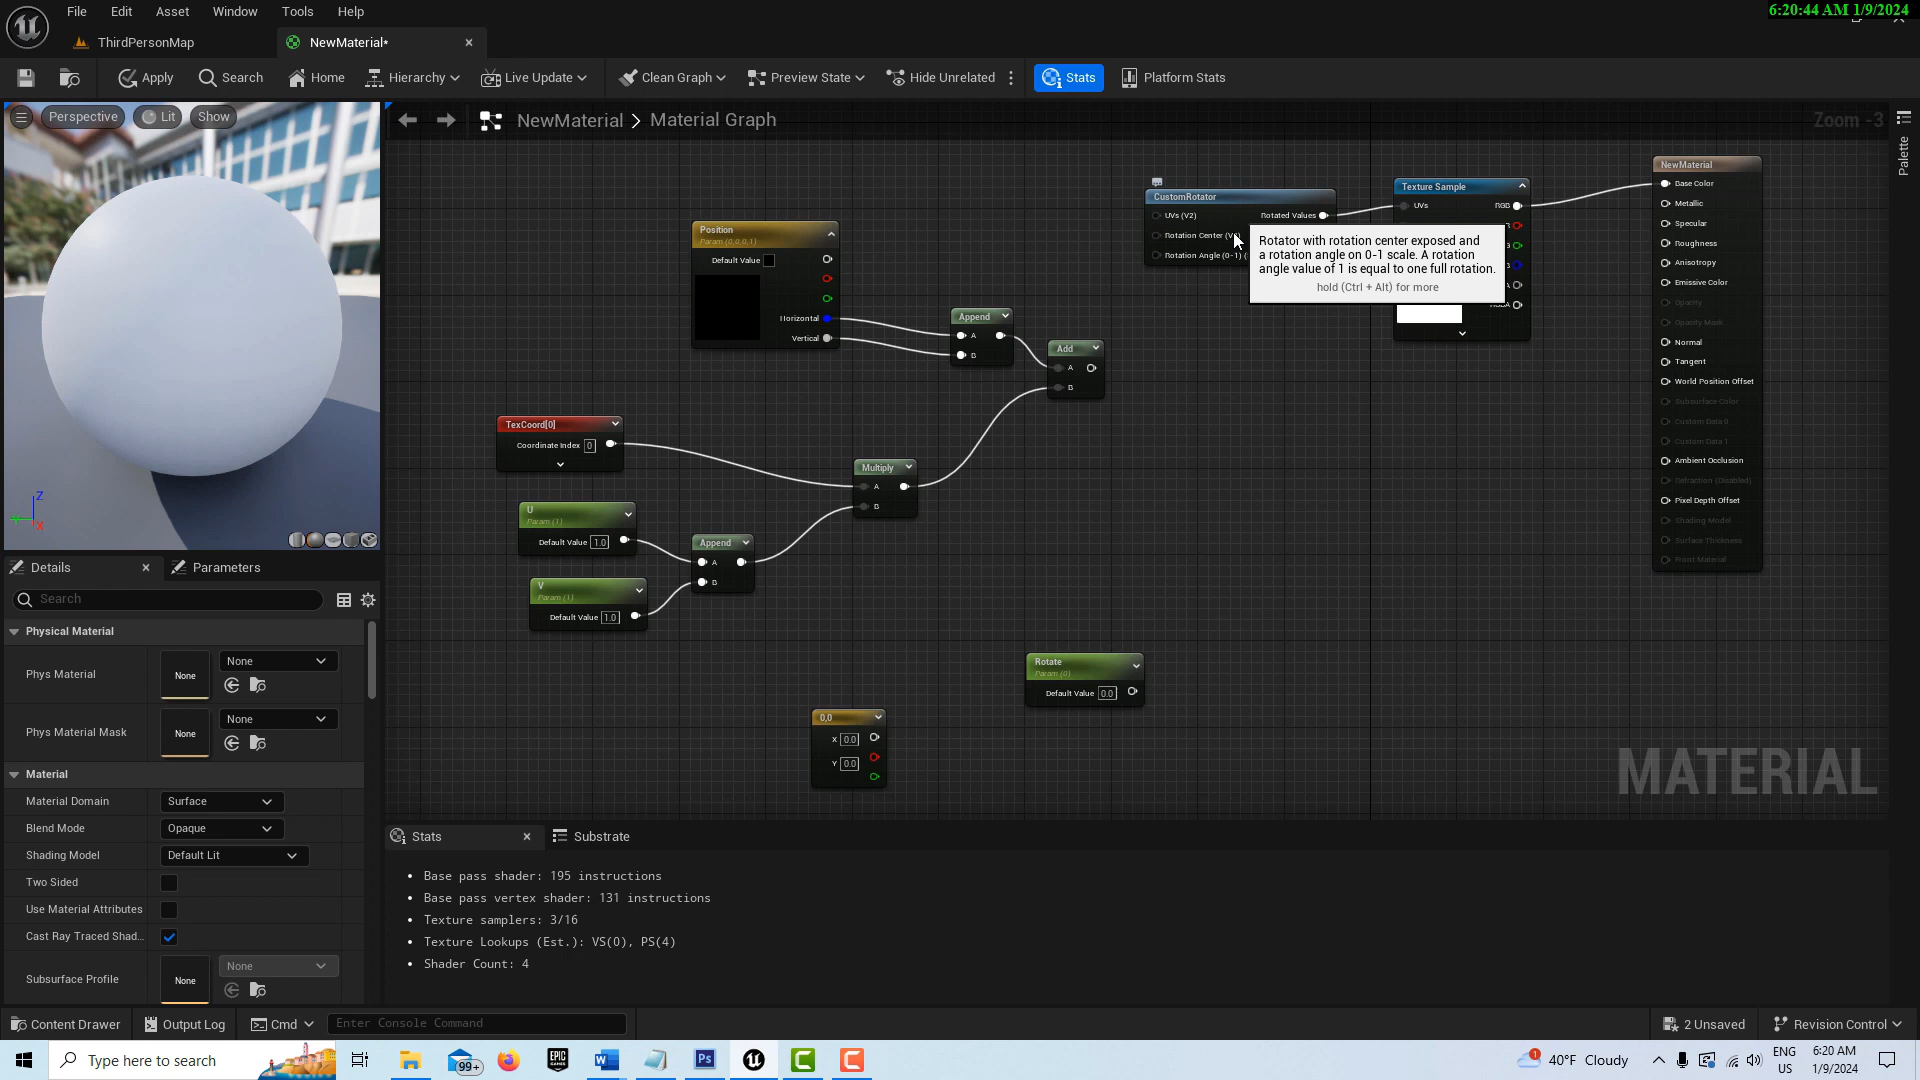 File Edit Asset Window Tools Help
6:20:44 AM 1/9/2024
ThirdPersonMap
NewMaterial*
Apply Search Home Hierarchy Live Update Clean Graph Preview State Hide Unrelated Stats Platform Stats
Perspective Lit Show
NewMaterial > Material Graph
Zoom -3
Palette
Position
Param (0,0,0,1)
Default Value
Horizontal
Vertical
Append
A
B
Add
A
B
CustomRotator
UVs (V2) Rotated Values
Rotation Center (V
Rotation Angle (0-1) (
Rotator with rotation center exposed and
a rotation angle on 0-1 scale. A rotation
angle value of 1 is equal to one full rotation.
hold (Ctrl + Alt) for more
Texture Sample
UVs RGB
NewMaterial
Base Color
Metallic
Specular
Roughness
Anisotropy
Emissive Color
Opacity
Opacity Mask
Normal
Tangent
World Position Offset
Subsurface Color
Custom Data 0
Custom Data 1
Ambient Occlusion
Refraction (Disabled)
Pixel Depth Offset
Shading Model
Surface Thickness
Front Material
TexCoord[0]
Coordinate Index 0
Multiply
A
B
U
Param (1)
Default Value 1.0
Append
A
B
V
Param (1)
Default Value 1.0
Rotate
Param (0)
Default Value 0.0
0,0
X 0.0
Y 0.0
MATERIAL
Z
X
Details Parameters
Search
Physical Material
Phys Material None None
Phys Material Mask None None
Material
Material Domain Surface
Blend Mode Opaque
Shading Model Default Lit
Two Sided
Use Material Attributes
Cast Ray Traced Shad...
Subsurface Profile None None
Stats Substrate
Base pass shader: 195 instructions
Base pass vertex shader: 131 instructions
Texture samplers: 3/16
Texture Lookups (Est.): VS(0), PS(4)
Shader Count: 4
Content Drawer Output Log Cmd Enter Console Command 2 Unsaved Revision Control
Type here to search
99+
EPIC GAMES
W
Ps
C
C
1
40°F Cloudy
ENG
US
6:20 AM
1/9/2024